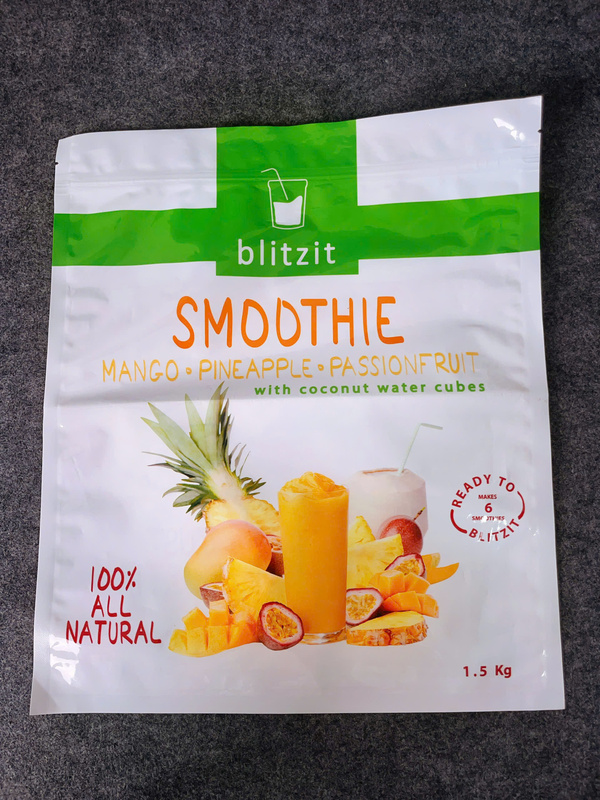 blitzit
SMOOTHIE
MANGO • PINEAPPLE • PASSIONFRUIT
with coconut water cubes
READY TO
MAKES
6
SMOOTHIES
BLITZIT
100%
ALL
NATURAL
1.5 Kg